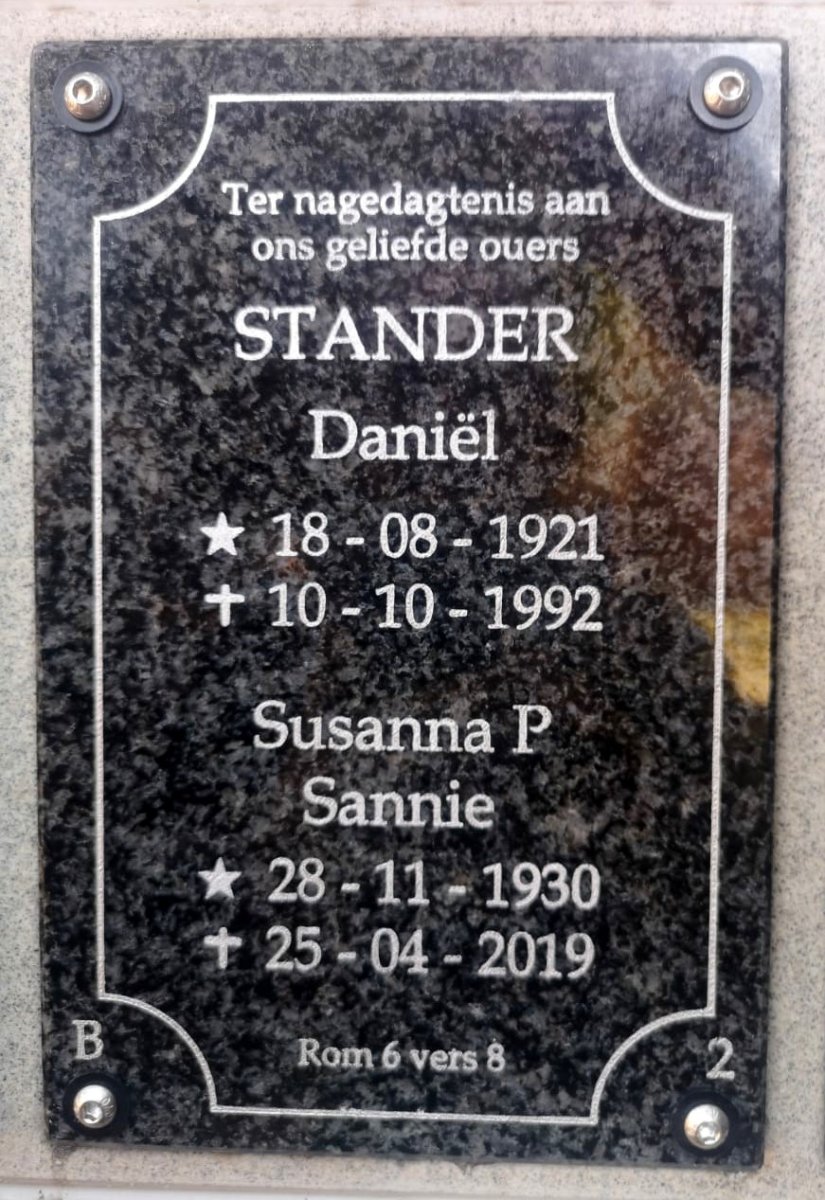 Ter nagedagtenis aan
ons geliefde ouers
STANDER
Daniël
★ 18 - 08 - 1921
✝ 10 - 10 - 1992
Susanna P
Sannie
★ 28 - 11 - 1930
✝ 25 - 04 - 2019
Rom 6 vers 8
B 2